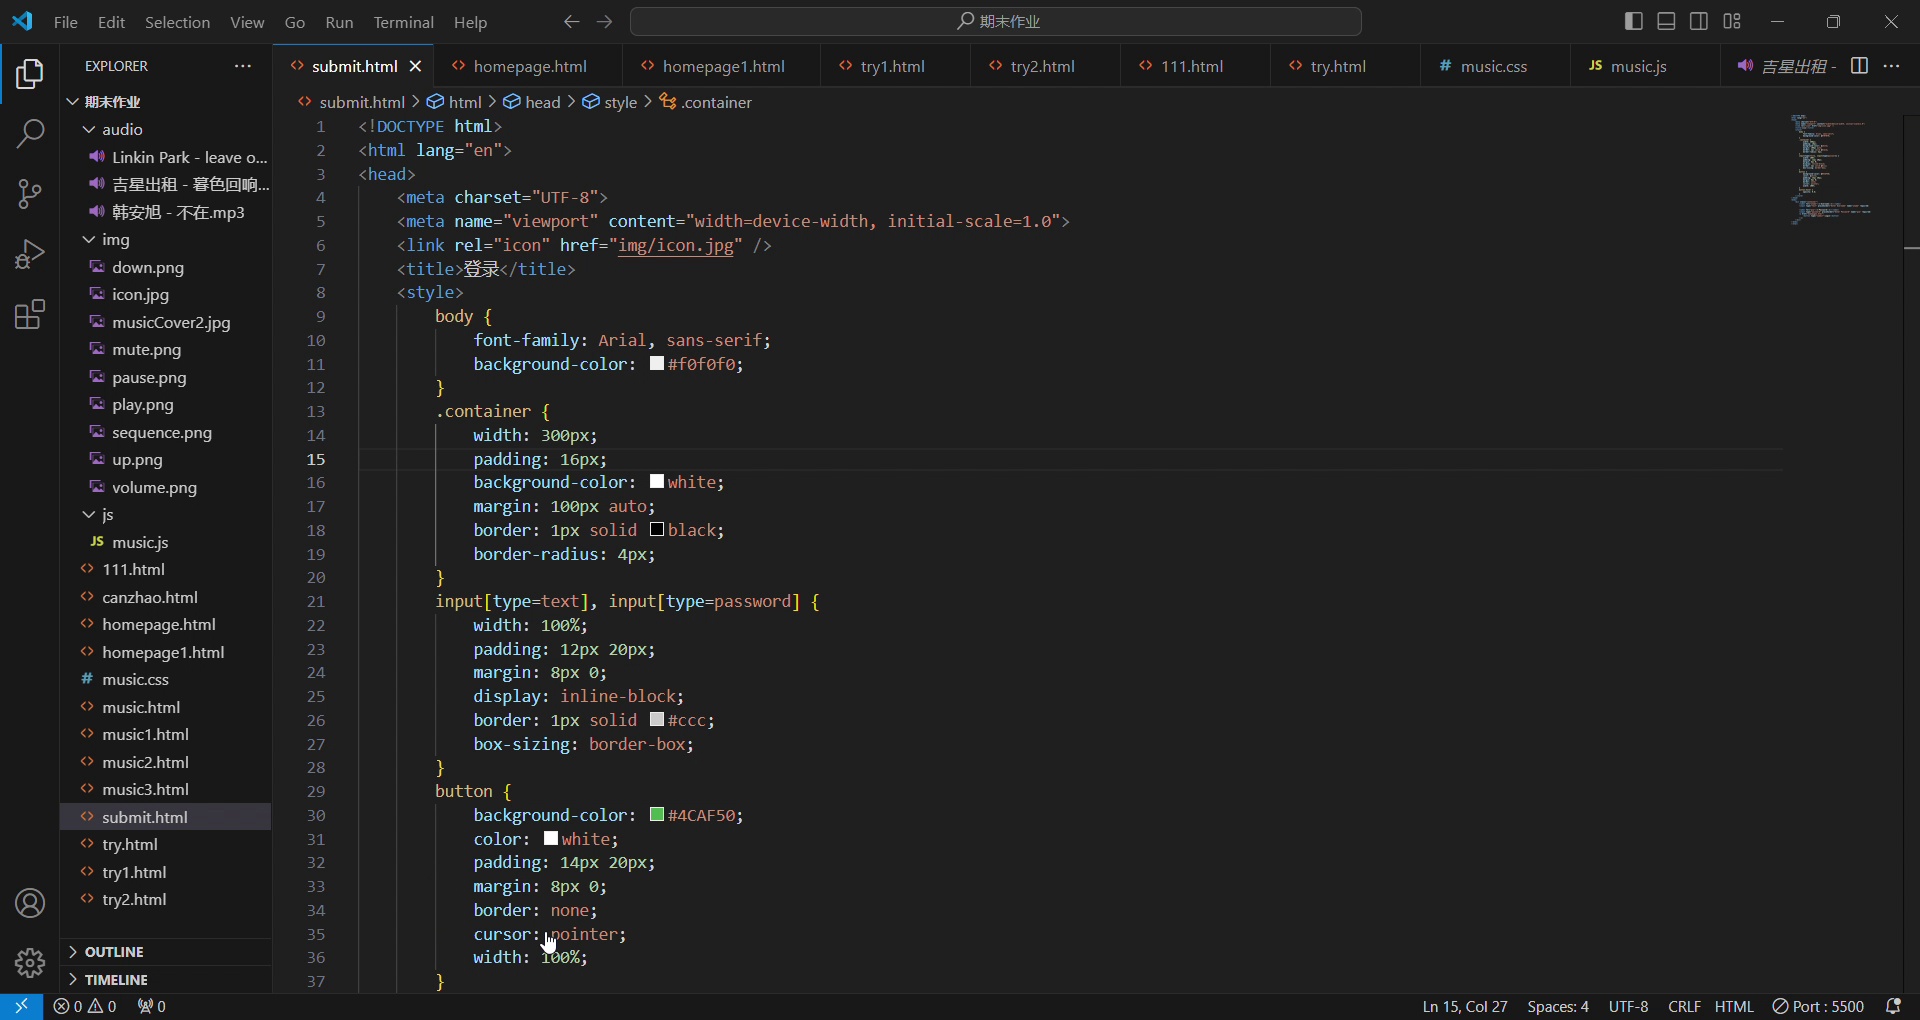 File Edit Selection View Go Run Terminal Help
期末作业
EXPLORER
期末作业
audio
Linkin Park - leave o...
吉星出租 - 暮色回响...
韩安旭 - 不在.mp3
img
down.png
icon.jpg
musicCover2.jpg
mute.png
pause.png
play.png
sequence.png
up.png
volume.png
js
JS music.js
111.html
canzhao.html
homepage.html
homepage1.html
# music.css
music.html
music1.html
music2.html
music3.html
submit.html
try.html
try1.html
try2.html
OUTLINE
TIMELINE
submit.html homepage.html homepage1.html try1.html try2.html 111.html try.html # music.css JS music.js 吉星出租 -
submit.html > html > head > style > .container
1 <!DOCTYPE html>
2 <html lang="en">
3 <head>
4 <meta charset="UTF-8">
5 <meta name="viewport" content="width=device-width, initial-scale=1.0">
6 <link rel="icon" href="img/icon.jpg" />
7 <title>登录</title>
8 <style>
9 body {
10 font-family: Arial, sans-serif;
11 background-color: #f0f0f0;
12 }
13 .container {
14 width: 300px;
15 padding: 16px;
16 background-color: white;
17 margin: 100px auto;
18 border: 1px solid black;
19 border-radius: 4px;
20 }
21 input[type=text], input[type=password] {
22 width: 100%;
23 padding: 12px 20px;
24 margin: 8px 0;
25 display: inline-block;
26 border: 1px solid #ccc;
27 box-sizing: border-box;
28 }
29 button {
30 background-color: #4CAF50;
31 color: white;
32 padding: 14px 20px;
33 margin: 8px 0;
34 border: none;
35 cursor: pointer;
36 width: 100%;
37 }
0 0 0
Ln 15, Col 27 Spaces: 4 UTF-8 CRLF HTML Port : 5500